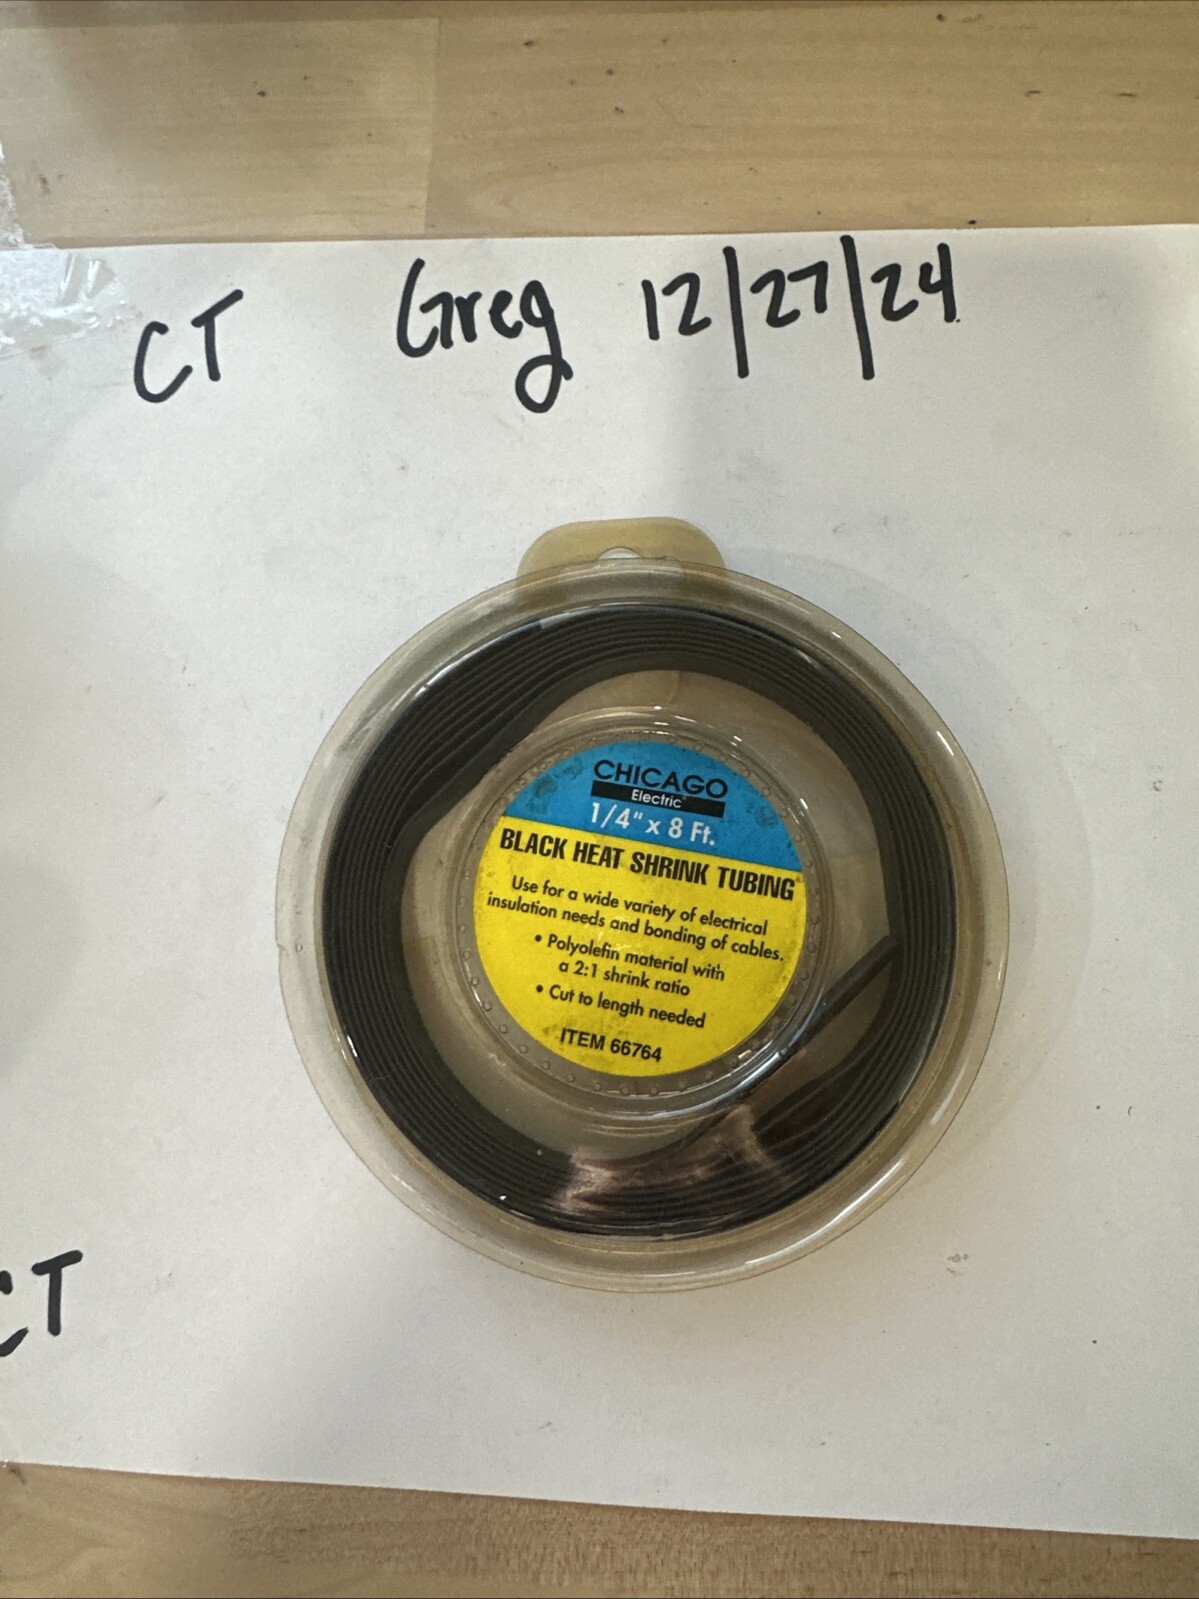 CT Greg 12/27/24
CHICAGO
Electric
1/4" x 8 Ft.
BLACK HEAT SHRINK TUBING
Use for a wide variety of electrical
insulation needs and bonding of cables.
• Polyolefin material with
a 2:1 shrink ratio
• Cut to length needed
ITEM 66764
CT